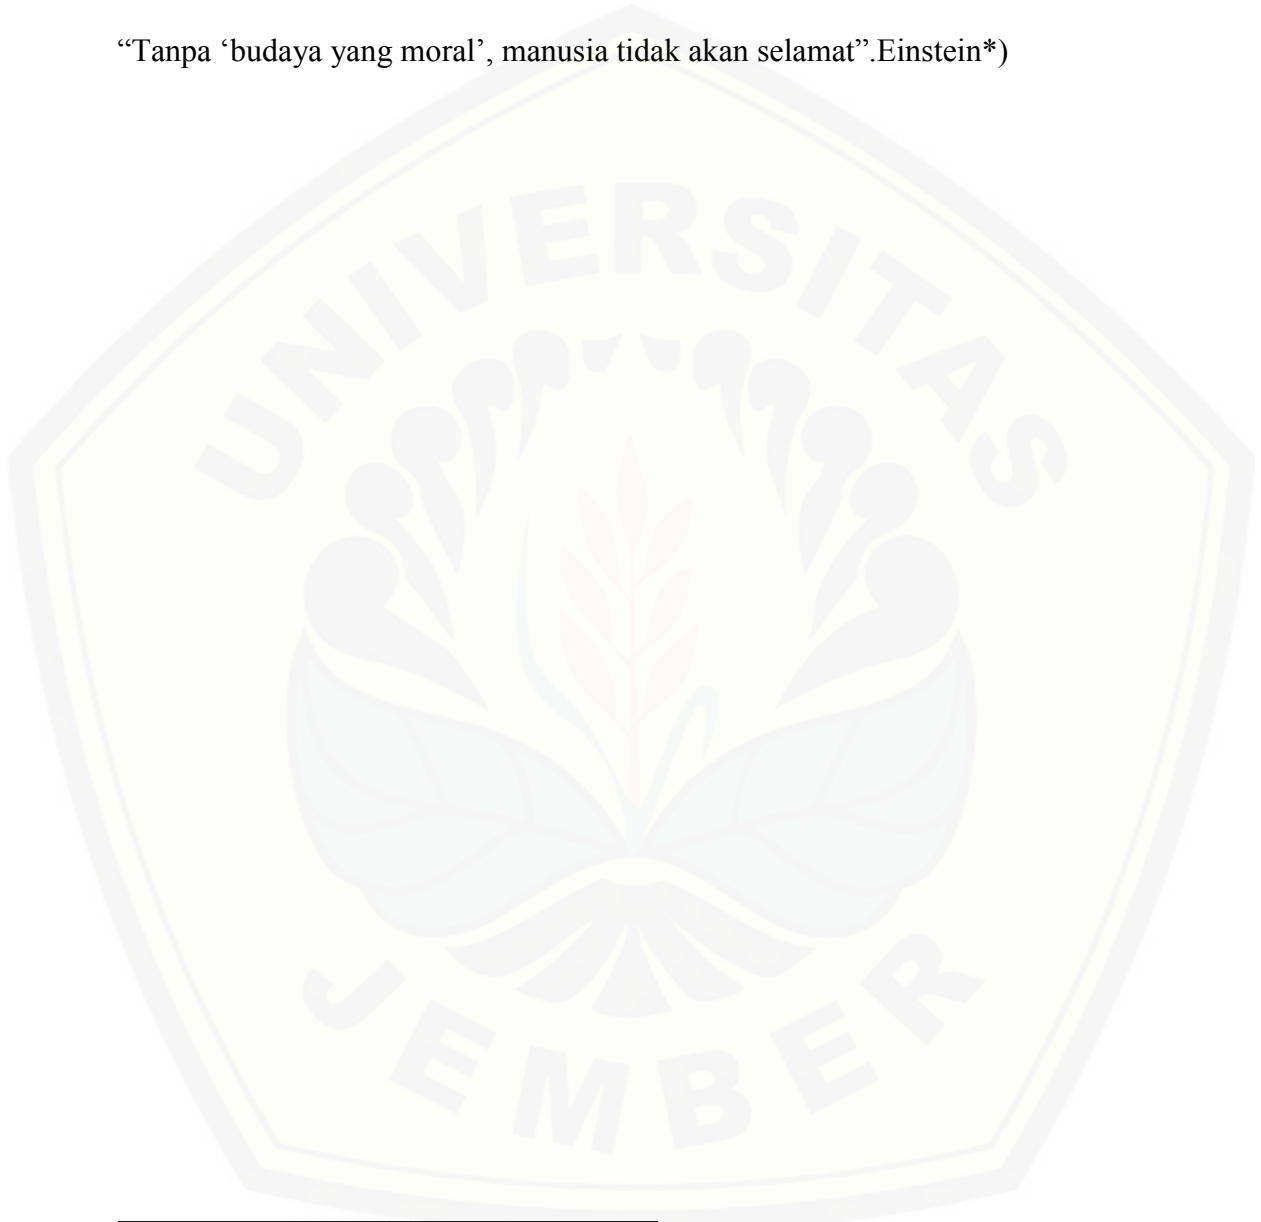 “Tanpa ‘budaya yang moral’, manusia tidak akan selamat”.Einstein*)
UNIVERSITAS
JEMBER